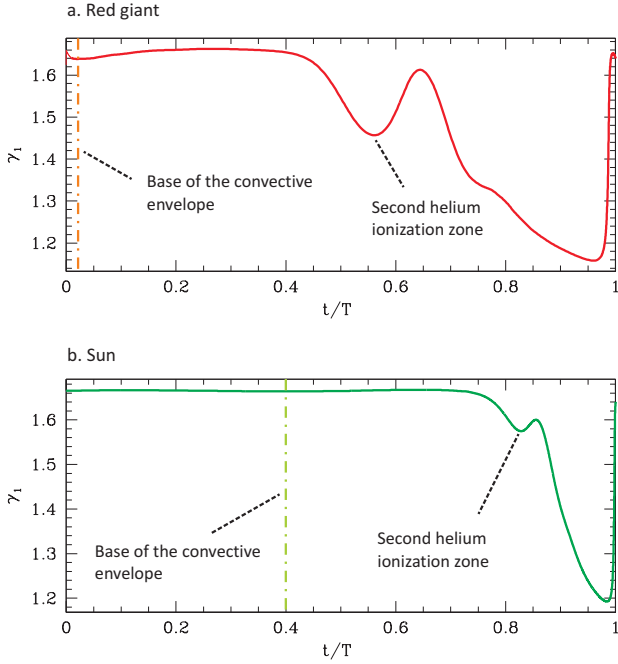 a. Red giant
1.6
1.5
1.4
1.3
1.2
γ₁
Base of the convective
envelope
Second helium
ionization zone
0 0.2 0.4 0.6 0.8 1
t/T
b. Sun
1.6
1.5
1.4
1.3
1.2
γ₁
Base of the convective
envelope
Second helium
ionization zone
0 0.2 0.4 0.6 0.8 1
t/T